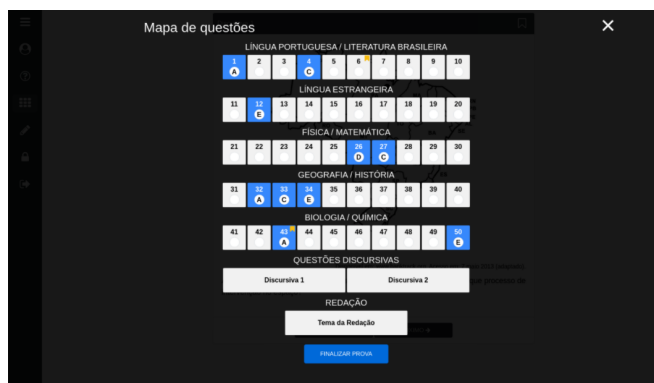 Mapa de questões
LÍNGUA PORTUGUESA / LITERATURA BRASILEIRA
1 2 3 4 5 6 7 8 9 10
A C
LÍNGUA ESTRANGEIRA
11 12 13 14 15 16 17 18 19 20
E
FÍSICA / MATEMÁTICA
21 22 23 24 25 26 27 28 29 30
D C
GEOGRAFIA / HISTÓRIA
31 32 33 34 35 36 37 38 39 40
A C E
BIOLOGIA / QUÍMICA
41 42 43 44 45 46 47 48 49 50
A E
QUESTÕES DISCURSIVAS
Discursiva 1 Discursiva 2
REDAÇÃO
Tema da Redação
FINALIZAR PROVA